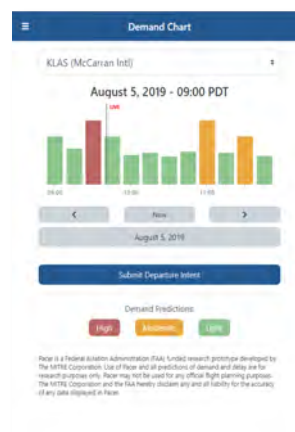 Demand Chart
KLAS (McCarran Intl)
August 5, 2019 - 09:00 PDT
LIVE
09:00
10:00
11:00
Now
August 5, 2019
Submit Departure Intent
Demand Predictions
High
Moderate
Light
Pacer is a Federal Aviation Administration (FAA) funded research prototype developed by
The MITRE Corporation. Use of Pacer and all predictions of demand and delay are for
research purposes only. Pacer may not be used for any official flight planning purposes.
The MITRE Corporation and the FAA hereby disclaim any and all liability for the accuracy
of any data displayed in Pacer.